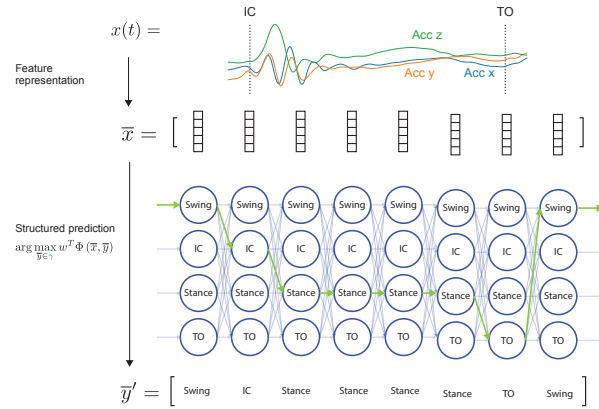 IC TO
x(t) =
Acc z
Acc y Acc x
Feature
representation
x̅ = [ ]
Swing Swing Swing Swing Swing Swing Swing Swing
IC IC IC IC IC IC IC IC
Structured prediction
arg max w^T Φ (x̅, y̅)
y̅∈γ
Stance Stance Stance Stance Stance Stance Stance Stance
TO TO TO TO TO TO TO TO
y̅′ = [ Swing IC Stance Stance Stance Stance TO Swing ]